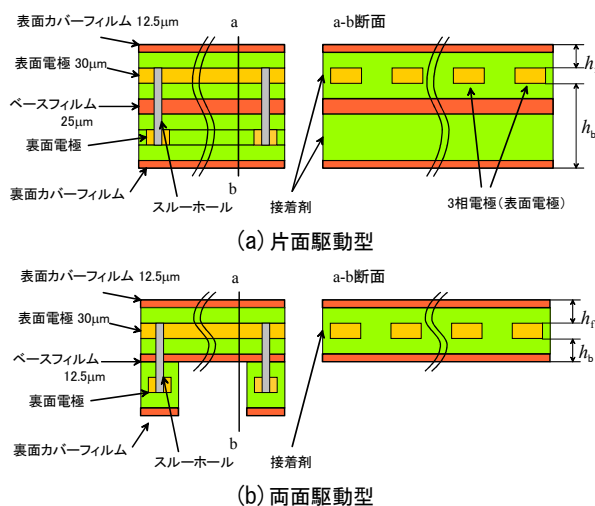 表面カバーフィルム 12.5μm
a
a-b断面
表面電極 30μm
h
ベースフィルム
25μm
h_b
裏面電極
裏面カバーフィルム
b
スルーホール
接着剤
3相電極(表面電極)
(a) 片面駆動型
表面カバーフィルム 12.5μm
a
a-b断面
表面電極 30μm
h_f
ベースフィルム
12.5μm
h_b
裏面電極
裏面カバーフィルム
b
スルーホール
接着剤
(b) 両面駆動型